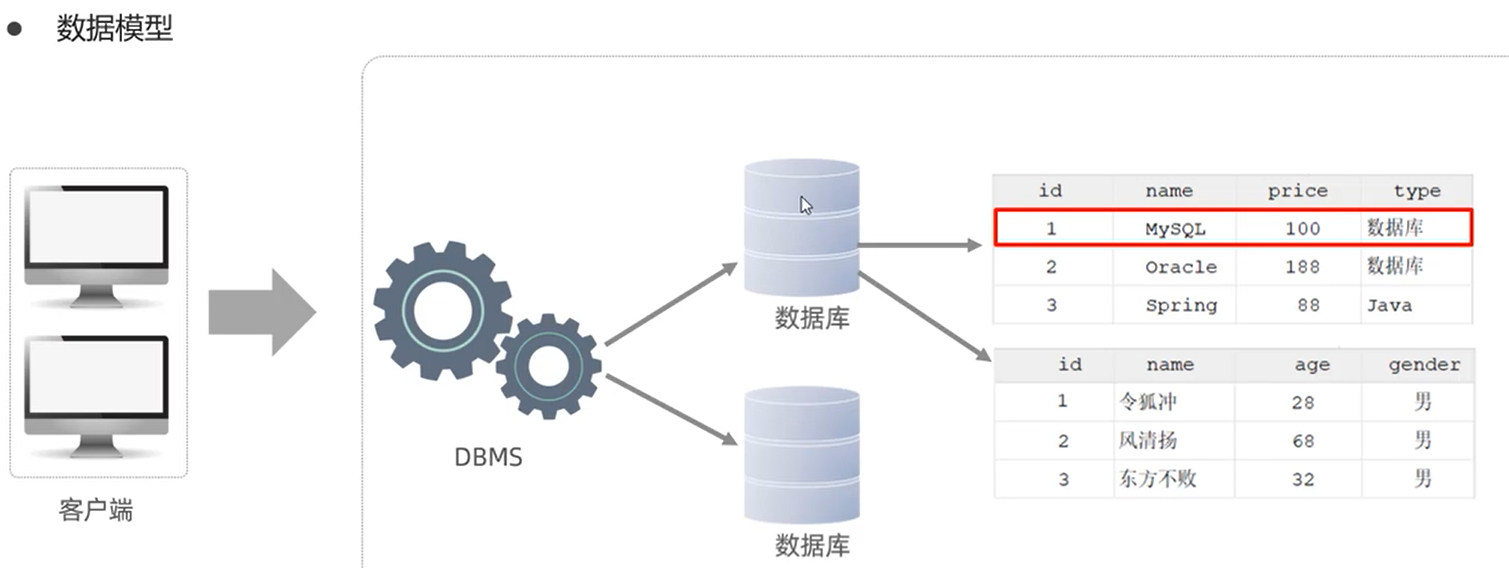 数据模型
客户端
DBMS
数据库
数据库
id name price type
1 MySQL 100 数据库
2 Oracle 188 数据库
3 Spring 88 Java
id name age gender
1 令狐冲 28 男
2 风清扬 68 男
3 东方不败 32 男